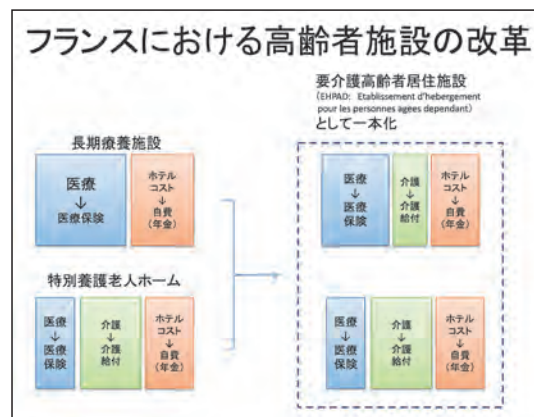 フランスにおける高齢者施設の改革
要介護高齢者居住施設
(EHPAD: Etablissement d'hebergement
pour les personnes agees dependant)
として一本化
長期療養施設
医療
↓
医療保険
ホテル
コスト
↓
自費
(年金)
特別養護老人ホーム
医療
↓
医療
保険
介護
↓
介護
給付
ホテル
コスト
↓
自費
(年金)
医療
↓
医療
保険
介護
↓
介護
給付
ホテル
コスト
↓
自費
(年金)
医療
↓
医療
保険
介護
↓
介護
給付
ホテル
コスト
↓
自費
(年金)